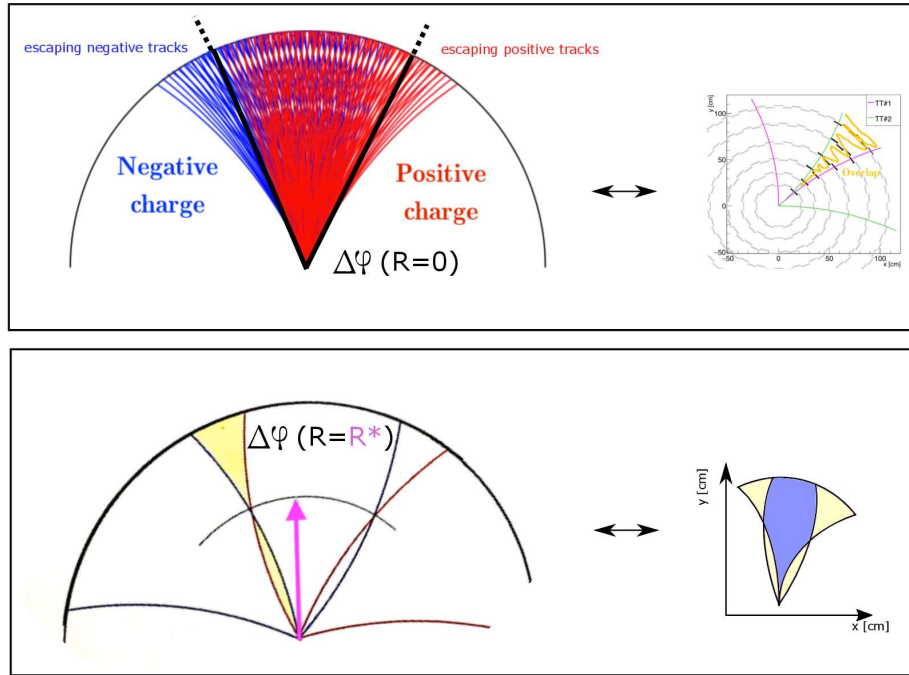 escaping negative tracks
escaping positive tracks
Negative
charge
Positive
charge
Δφ (R=0)
y [cm]
TT#1
TT#2
100
50
0
-50
-50
0
50
100
x [cm]
Overlap
Δφ (R=R*)
y [cm]
x [cm]